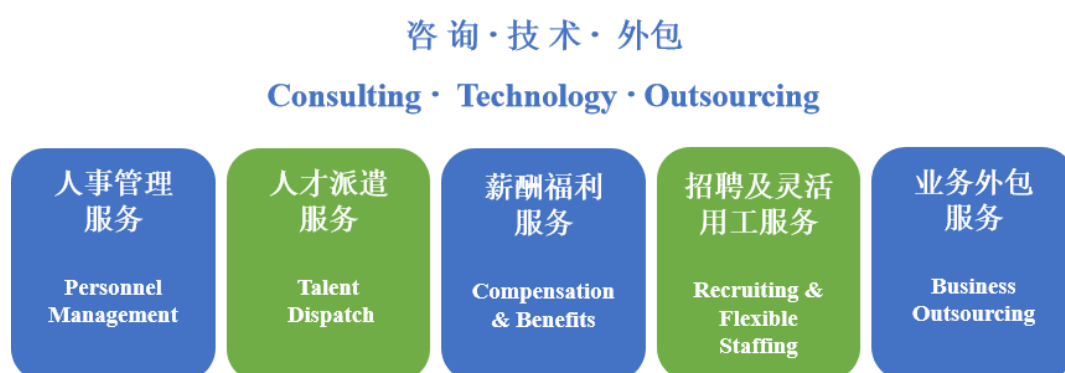 咨 询 · 技 术 · 外包
Consulting · Technology · Outsourcing
人事管理
服务
Personnel
Management
人才派遣
服务
Talent
Dispatch
薪酬福利
服务
Compensation
& Benefits
招聘及灵活
用工服务
Recruiting &
Flexible
Staffing
业务外包
服务
Business
Outsourcing